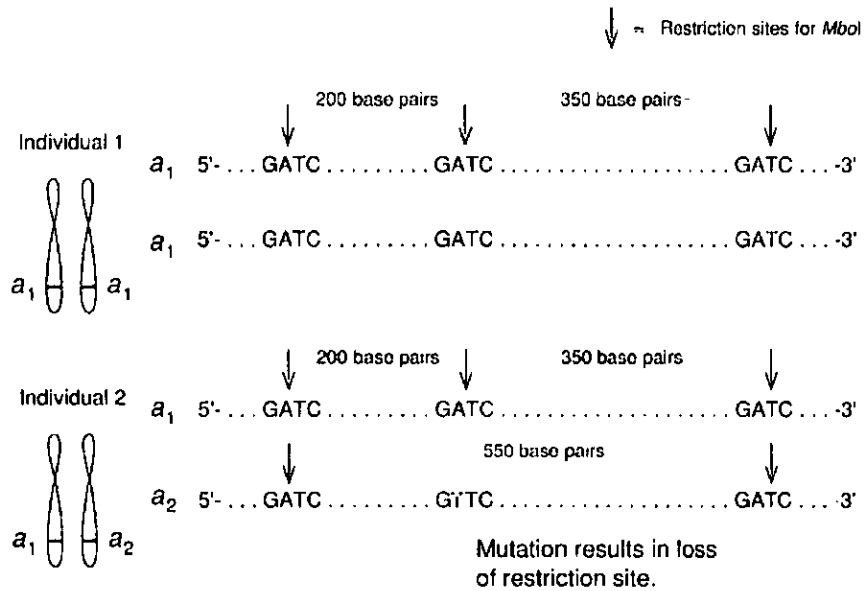 = Restriction sites for MboI
200 base pairs 350 base pairs-
Individual 1
a1 5'-...GATC.........GATC.................GATC...-3'
a1 5'-...GATC.........GATC.................GATC...-3'
a1 a1
200 base pairs 350 base pairs
Individual 2
a1 5'-...GATC.........GATC.................GATC...-3'
550 base pairs
a2 5'-...GATC.........GTTC.................GATC...-3'
a1 a2
Mutation results in loss
of restriction site.